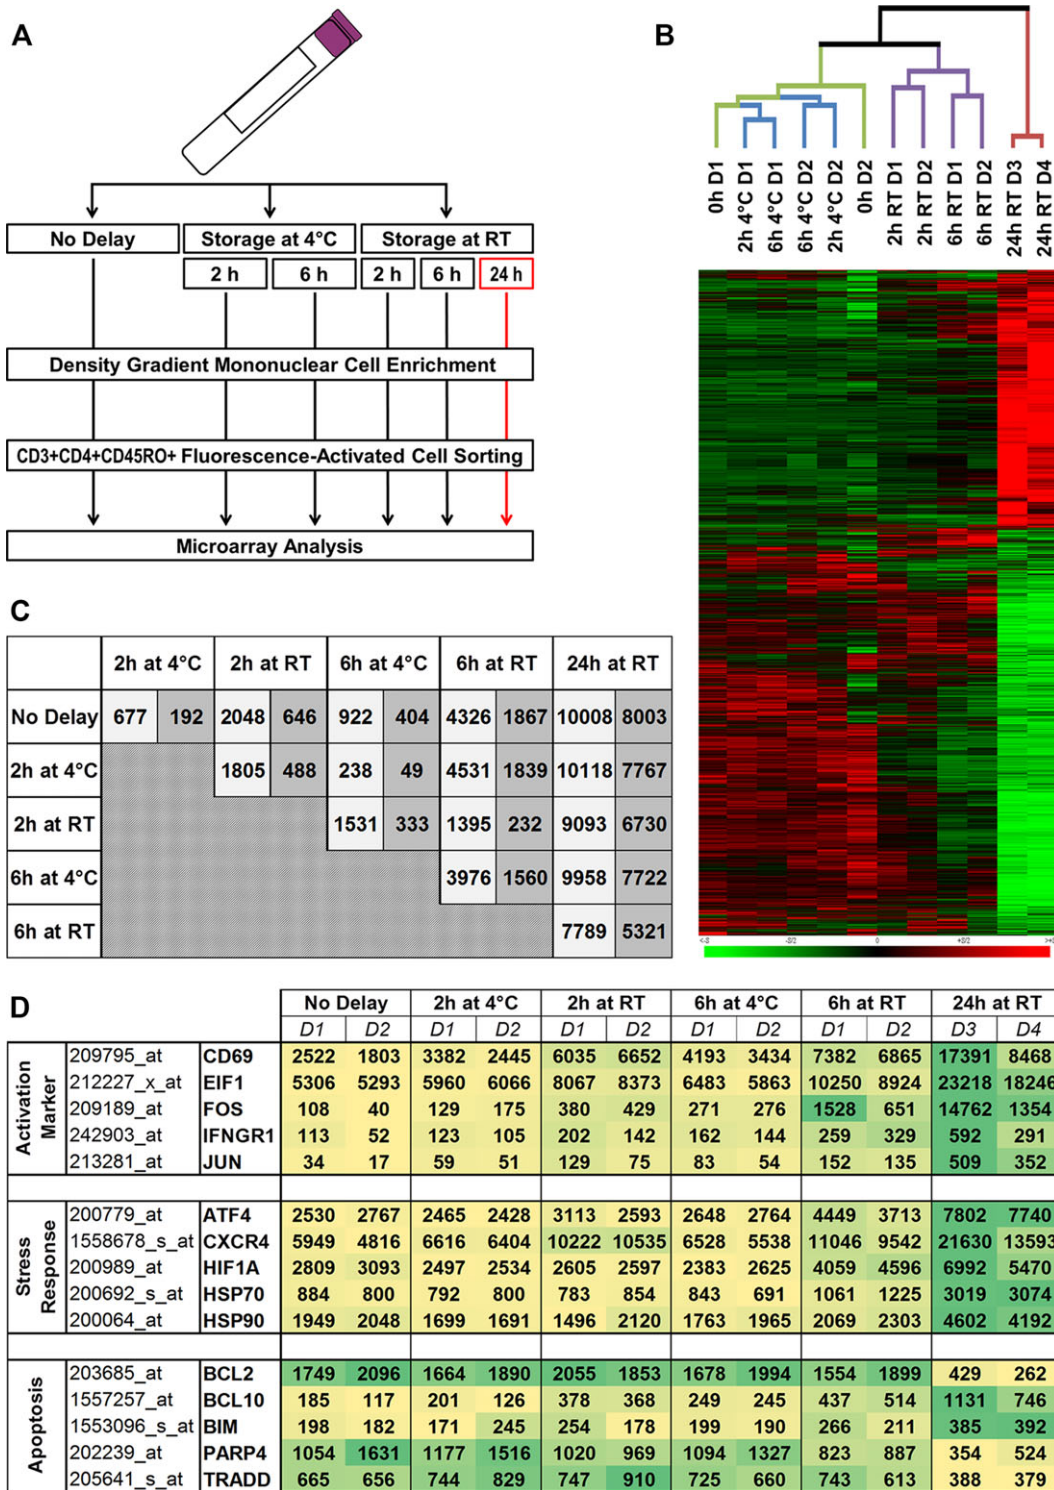 A
No Delay Storage at 4°C Storage at RT
2 h 6 h 2 h 6 h 24 h
Density Gradient Mononuclear Cell Enrichment
CD3+CD4+CD45RO+ Fluorescence-Activated Cell Sorting
Microarray Analysis
B
0h D1
2h 4°C D1
6h 4°C D1
6h 4°C D2
2h 4°C D2
0h D2
2h RT D1
2h RT D2
6h RT D1
6h RT D2
24h RT D3
24h RT D4
0
C
2h at 4°C 2h at RT 6h at 4°C 6h at RT 24h at RT
No Delay 677 192 2048 646 922 404 4326 1867 10008 8003
2h at 4°C 1805 488 238 49 4531 1839 10118 7767
2h at RT 1531 333 1395 232 9093 6730
6h at 4°C 3976 1560 9958 7722
6h at RT 7789 5321
D
No Delay 2h at 4°C 2h at RT 6h at 4°C 6h at RT 24h at RT
D1 D2 D1 D2 D1 D2 D1 D2 D1 D2 D3 D4
Activation Marker
209795_at CD69 2522 1803 3382 2445 6035 6652 4193 3434 7382 6865 17391 8468
212227_x_at EIF1 5306 5293 5960 6066 8067 8373 6483 5863 10250 8924 23218 18246
209189_at FOS 108 40 129 175 380 429 271 276 1528 651 14762 1354
242903_at IFNGR1 113 52 123 105 202 142 162 144 259 329 592 291
213281_at JUN 34 17 59 51 129 75 83 54 152 135 509 352
Stress Response
200779_at ATF4 2530 2767 2465 2428 3113 2593 2648 2764 4449 3713 7802 7740
1558678_s_at CXCR4 5949 4816 6616 6404 10222 10535 6528 5538 11046 9542 21630 13593
200989_at HIF1A 2809 3093 2497 2534 2605 2597 2383 2625 4059 4596 6992 5470
200692_s_at HSP70 884 800 792 800 783 854 843 691 1061 1225 3019 3074
200064_at HSP90 1949 2048 1699 1691 1496 2120 1763 1965 2069 2303 4602 4192
Apoptosis
203685_at BCL2 1749 2096 1664 1890 2055 1853 1678 1994 1554 1899 429 262
1557257_at BCL10 185 117 201 126 378 368 249 245 437 514 1131 746
1553096_s_at BIM 198 182 171 245 254 178 199 190 266 211 385 392
202239_at PARP4 1054 1631 1177 1516 1020 969 1094 1327 823 887 354 524
205641_s_at TRADD 665 656 744 829 747 910 725 660 743 613 388 379